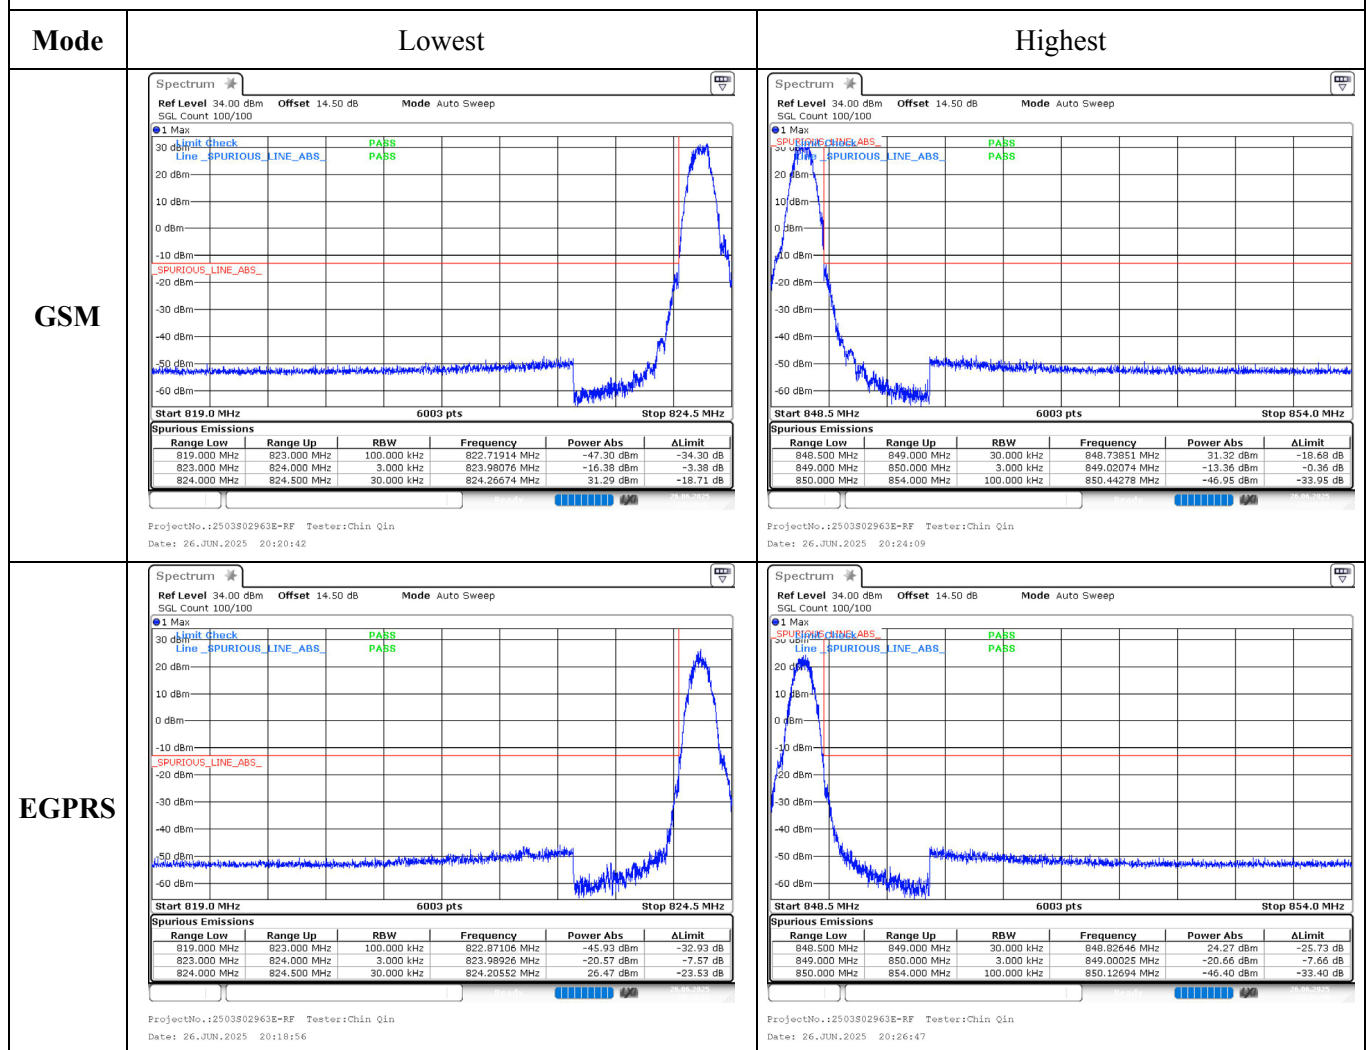 Mode Lowest Highest
GSM
Spectrum
Ref Level 34.00 dBm Offset 14.50 dB Mode Auto Sweep
SGL Count 100/100
1 Max
Limit Check PASS
Line _SPURIOUS_LINE_ABS_ PASS
30 dBm
20 dBm
10 dBm
0 dBm
-10 dBm
_SPURIOUS_LINE_ABS_
-20 dBm
-30 dBm
-40 dBm
-50 dBm
-60 dBm
Start 819.0 MHz 6003 pts Stop 824.5 MHz
Spurious Emissions
Range Low Range Up RBW Frequency Power Abs ΔLimit
819.000 MHz 823.000 MHz 100.000 kHz 822.71914 MHz -47.30 dBm -34.30 dB
823.000 MHz 824.000 MHz 3.000 kHz 823.98076 MHz -16.38 dBm -3.38 dB
824.000 MHz 824.500 MHz 30.000 kHz 824.26674 MHz 31.29 dBm -18.71 dB
Ready 26.06.2025
ProjectNo.:2503S02963E-RF Tester:Chin Qin
Date: 26.JUN.2025 20:20:42
Spectrum
Ref Level 34.00 dBm Offset 14.50 dB Mode Auto Sweep
SGL Count 100/100
1 Max
_SPURIOUS_LINE_ABS_
Limit Check PASS
Line _SPURIOUS_LINE_ABS_ PASS
30 dBm
20 dBm
10 dBm
0 dBm
-10 dBm
-20 dBm
-30 dBm
-40 dBm
-50 dBm
-60 dBm
Start 848.5 MHz 6003 pts Stop 854.0 MHz
Spurious Emissions
Range Low Range Up RBW Frequency Power Abs ΔLimit
848.500 MHz 849.000 MHz 30.000 kHz 848.73851 MHz 31.32 dBm -18.68 dB
849.000 MHz 850.000 MHz 3.000 kHz 849.02074 MHz -13.36 dBm -0.36 dB
850.000 MHz 854.000 MHz 100.000 kHz 850.44278 MHz -46.95 dBm -33.95 dB
Ready 26.06.2025
ProjectNo.:2503S02963E-RF Tester:Chin Qin
Date: 26.JUN.2025 20:24:09
EGPRS
Spectrum
Ref Level 34.00 dBm Offset 14.50 dB Mode Auto Sweep
SGL Count 100/100
1 Max
Limit Check PASS
Line _SPURIOUS_LINE_ABS_ PASS
30 dBm
20 dBm
10 dBm
0 dBm
-10 dBm
_SPURIOUS_LINE_ABS_
-20 dBm
-30 dBm
-40 dBm
-50 dBm
-60 dBm
Start 819.0 MHz 6003 pts Stop 824.5 MHz
Spurious Emissions
Range Low Range Up RBW Frequency Power Abs ΔLimit
819.000 MHz 823.000 MHz 100.000 kHz 822.87106 MHz -45.93 dBm -32.93 dB
823.000 MHz 824.000 MHz 3.000 kHz 823.98926 MHz -20.57 dBm -7.57 dB
824.000 MHz 824.500 MHz 30.000 kHz 824.20552 MHz 26.47 dBm -23.53 dB
26.06.2025
ProjectNo.:2503S02963E-RF Tester:Chin Qin
Date: 26.JUN.2025 20:18:56
Spectrum
Ref Level 34.00 dBm Offset 14.50 dB Mode Auto Sweep
SGL Count 100/100
1 Max
_SPURIOUS_LINE_ABS_
Limit Check PASS
Line _SPURIOUS_LINE_ABS_ PASS
30 dBm
20 dBm
10 dBm
0 dBm
-10 dBm
-20 dBm
-30 dBm
-40 dBm
-50 dBm
-60 dBm
Start 848.5 MHz 6003 pts Stop 854.0 MHz
Spurious Emissions
Range Low Range Up RBW Frequency Power Abs ΔLimit
848.500 MHz 849.000 MHz 30.000 kHz 848.82646 MHz 24.27 dBm -25.73 dB
849.000 MHz 850.000 MHz 3.000 kHz 849.00025 MHz -20.66 dBm -7.66 dB
850.000 MHz 854.000 MHz 100.000 kHz 850.12694 MHz -46.40 dBm -33.40 dB
Ready 26.06.2025
ProjectNo.:2503S02963E-RF Tester:Chin Qin
Date: 26.JUN.2025 20:26:47